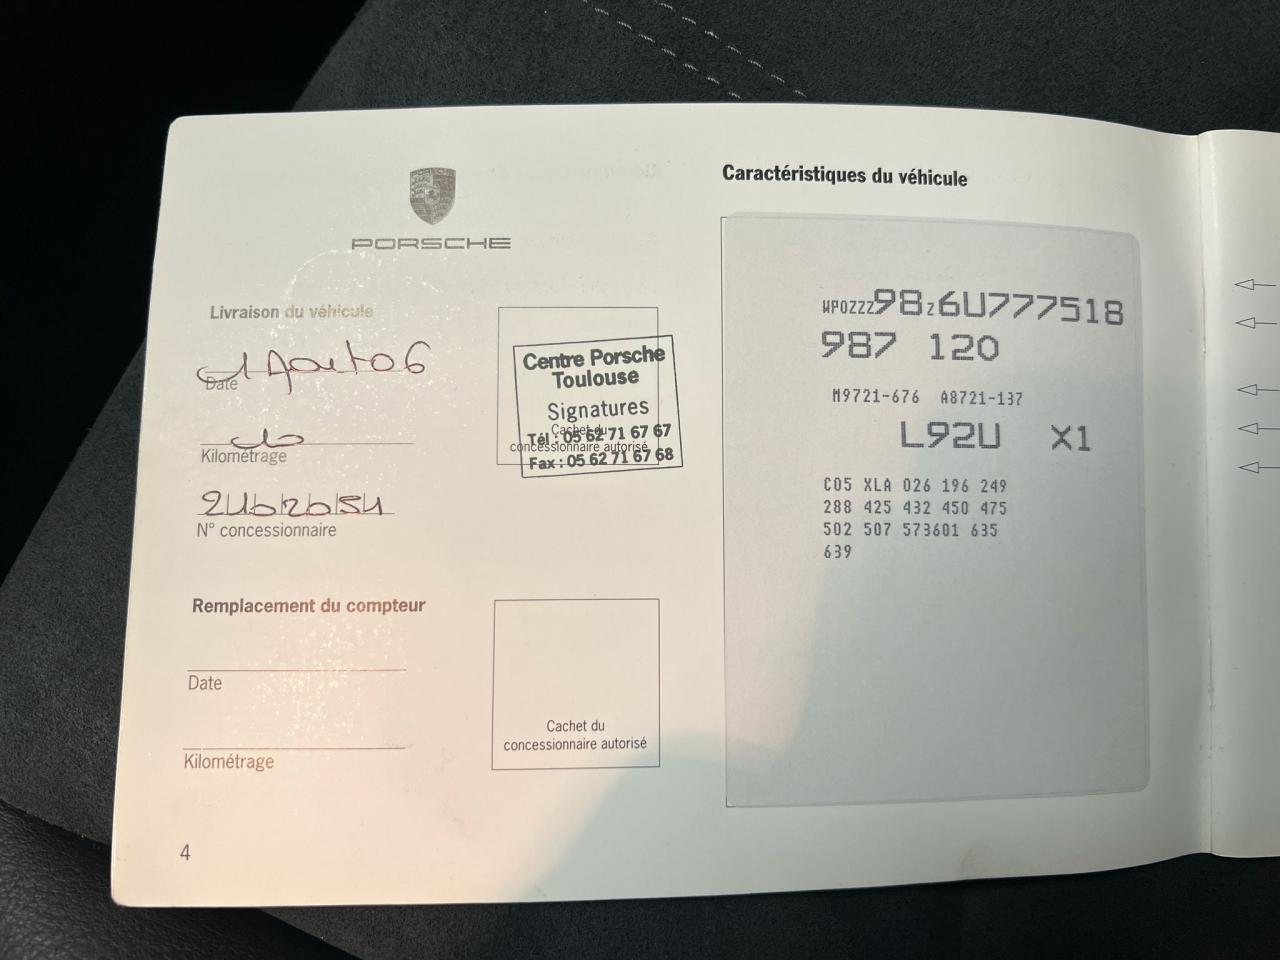 PORSCHE
Livraison du véhicule
1 Août 06
Date
Kilométrage
N° concessionnaire
Centre Porsche
Toulouse
Signatures
Tél : 05 62 71 67 67
Fax : 05 62 71 67 68
Cachet du
concessionnaire autorisé
Remplacement du compteur
Date
Kilométrage
Cachet du
concessionnaire autorisé
4
Caractéristiques du véhicule
WP0ZZZ98Z6U777518
987 120
M9721-676 A8721-137
L92U X1
C05 XLA 026 196 249
288 425 432 450 475
502 507 573601 635
639